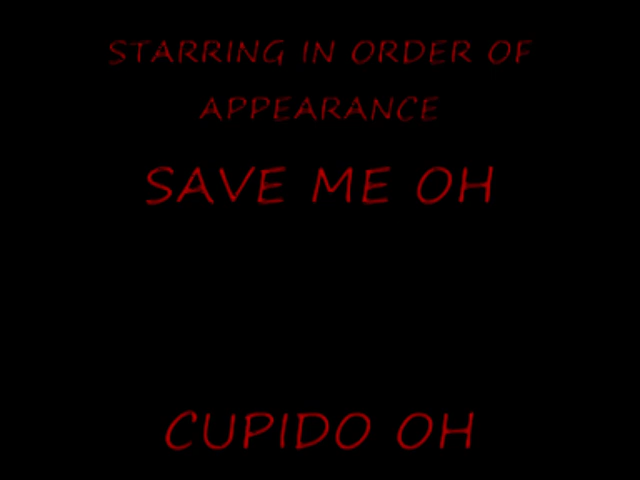 STARRING IN ORDER OF
APPEARANCE
SAVE ME OH
CUPIDO OH